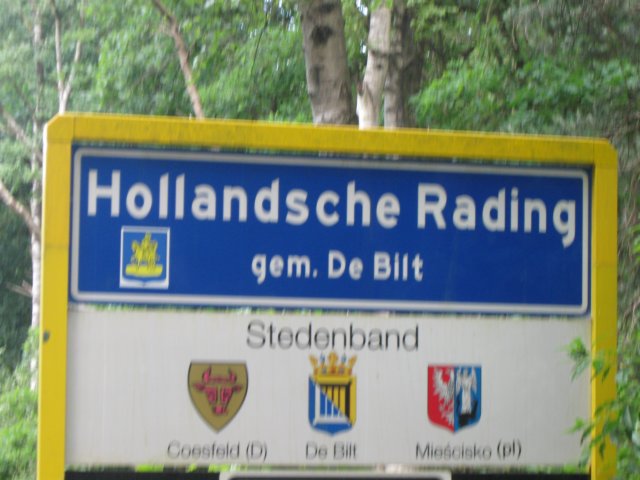 Hollandsche Rading
gem. De Bilt
Stedenband
Coesfeld (D) De Bilt Mieścisko (pl)